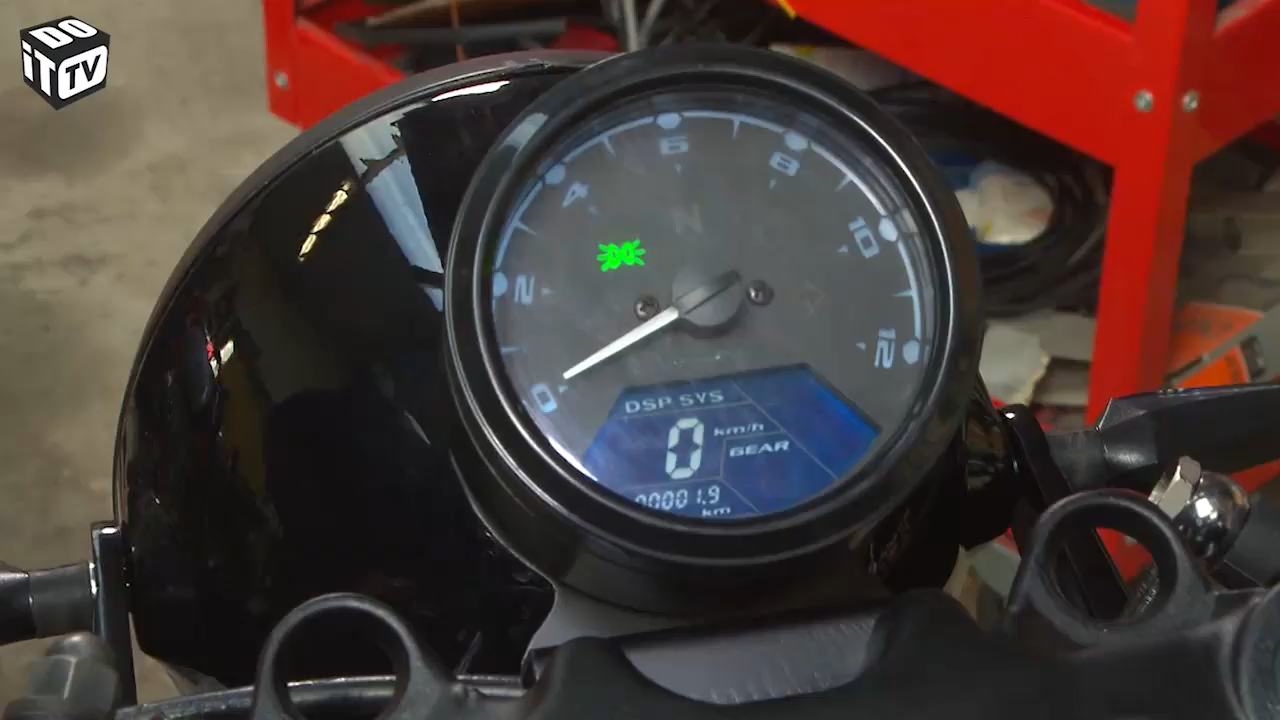 DO
iT TV
6
8
4
N
10
2
12
0
DSP SYS
0 km/h
GEAR
00001.9
km